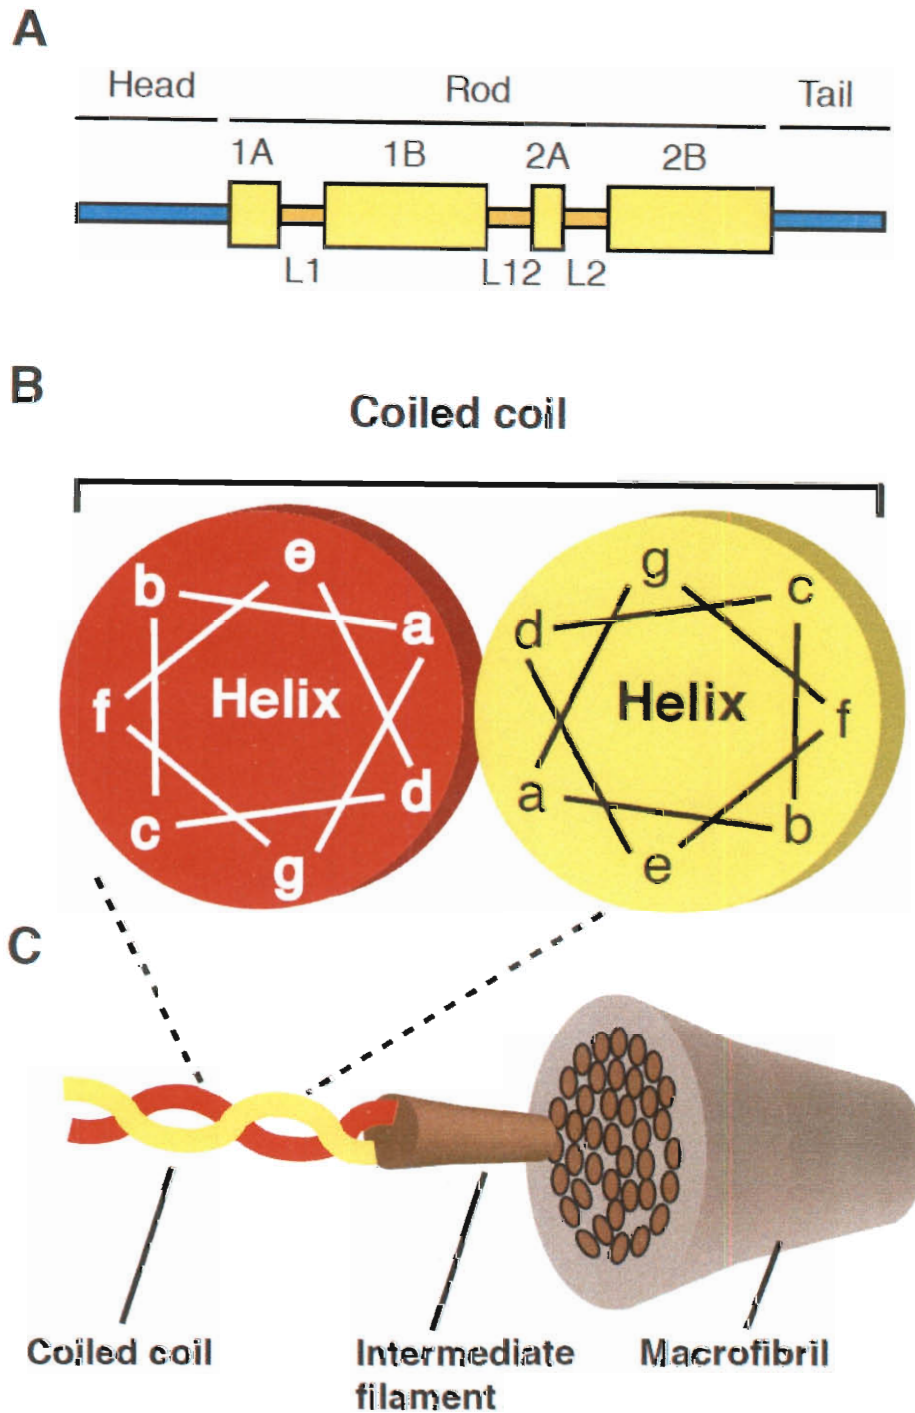 A
Head Rod Tail
1A 1B 2A 2B
L1 L12 L2
B
Coiled coil
e
b
a
f
Helix
d
c
g
g
c
d
Helix
f
a
b
e
C
Coiled coil
Intermediate
filament
Macrofibril